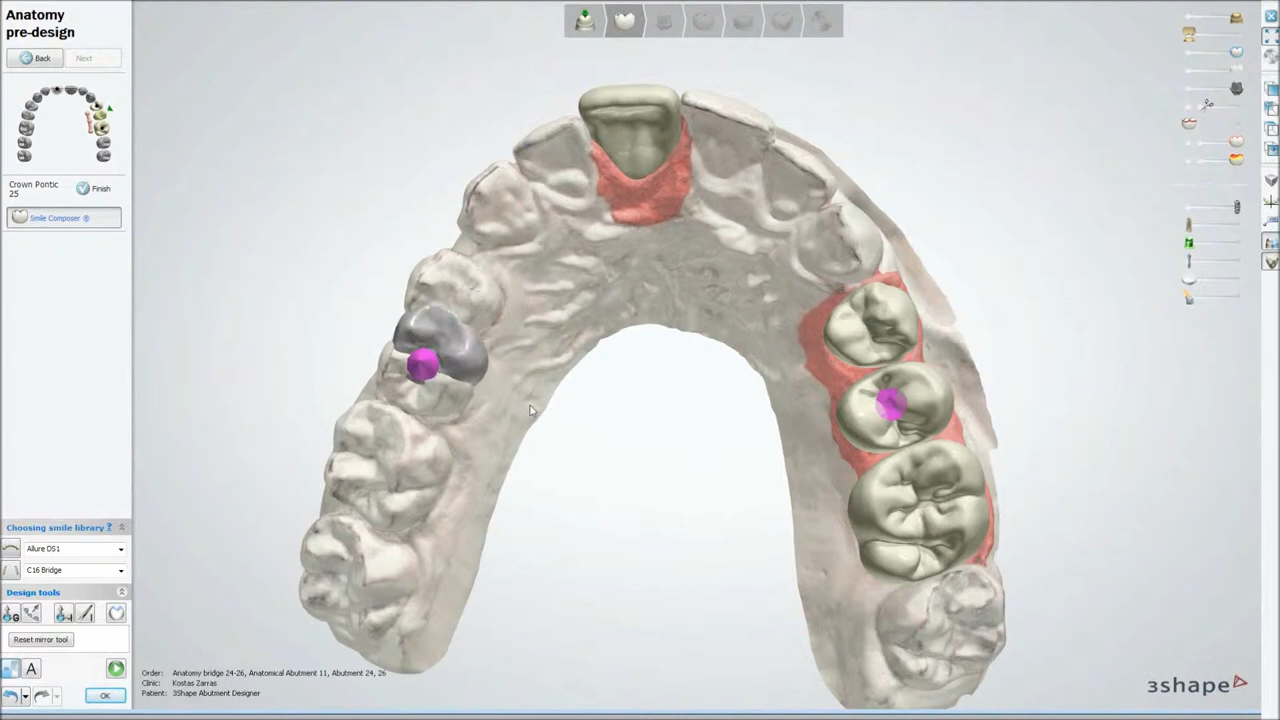 Anatomy
pre-design
Back
Next
Crown Pontic
25
Finish
Smile Composer ®
Choosing smile library ?
Allure DS1
C16 Bridge
Design tools
Reset mirror tool
A
OK
Order: Anatomy bridge 24-26, Anatomical Abutment 11, Abutment 24, 26
Clinic: Kostas Zarras
Patient: 3Shape Abutment Designer
3shape